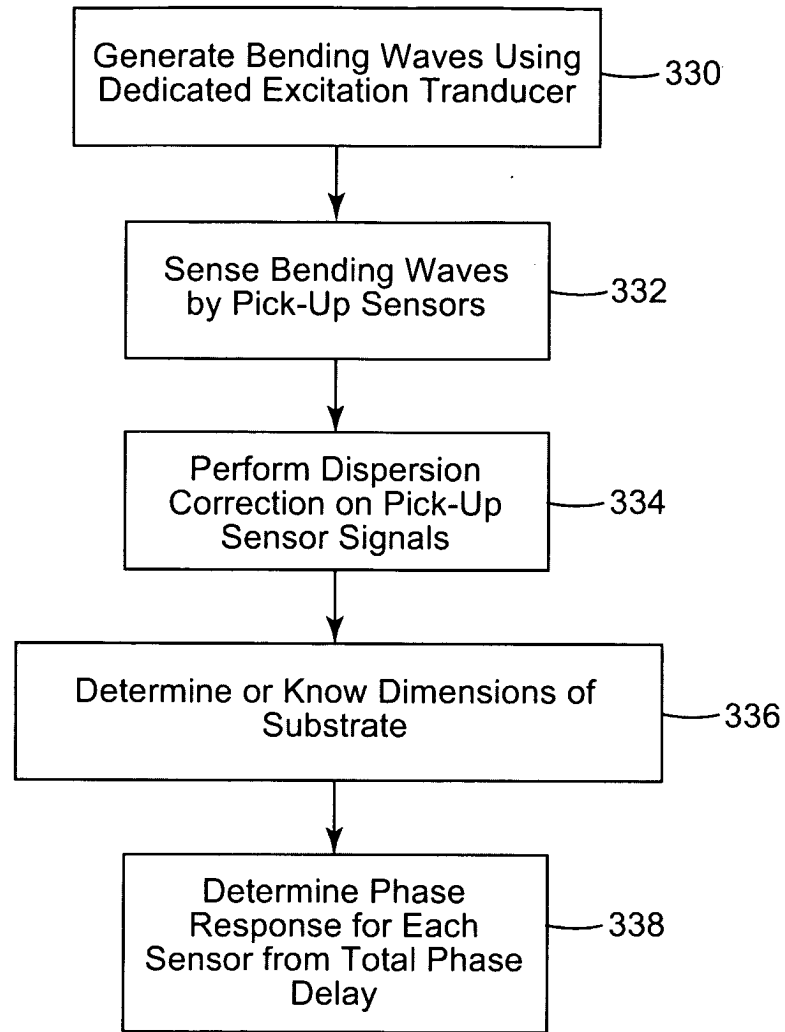 Generate Bending Waves Using
Dedicated Excitation Tranducer
330
Sense Bending Waves
by Pick-Up Sensors
332
Perform Dispersion
Correction on Pick-Up
Sensor Signals
334
Determine or Know Dimensions of
Substrate
336
Determine Phase
Response for Each
Sensor from Total Phase
Delay
338